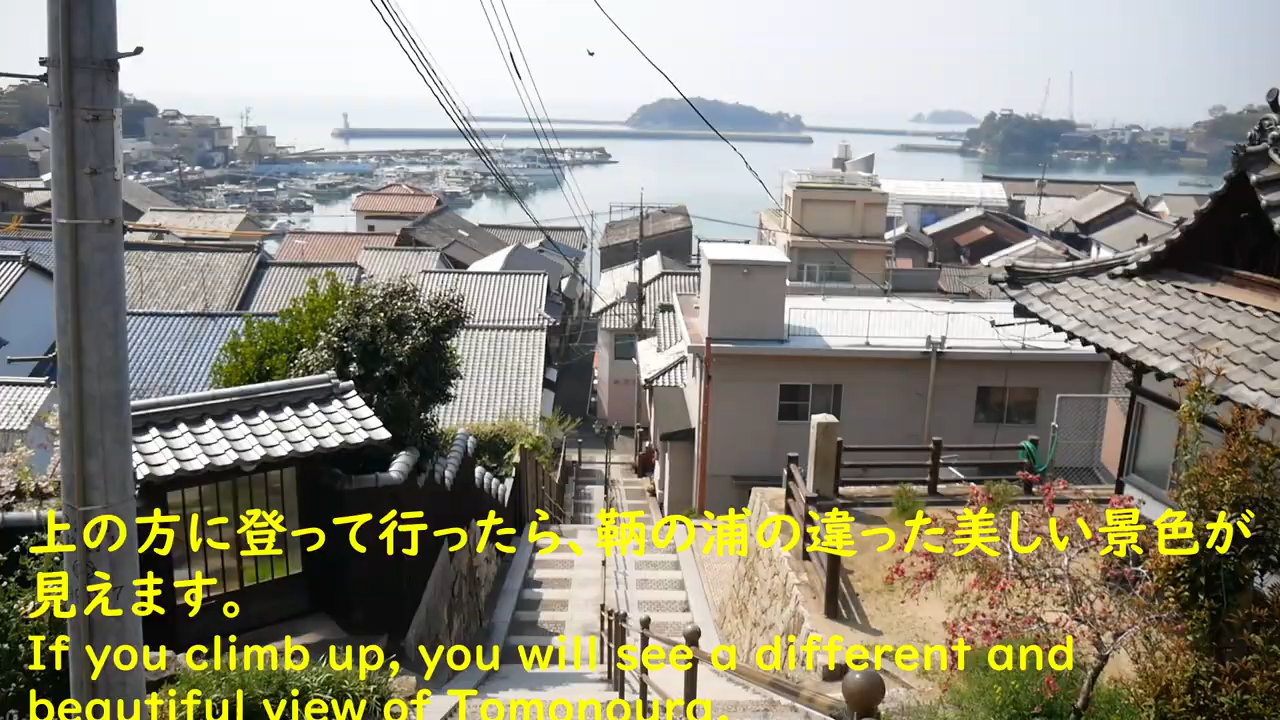 上の方に登って行ったら、鞆の浦の違った美しい景色が
見えます。
If you climb up, you will see a different and
beautiful view of Tomonoura.